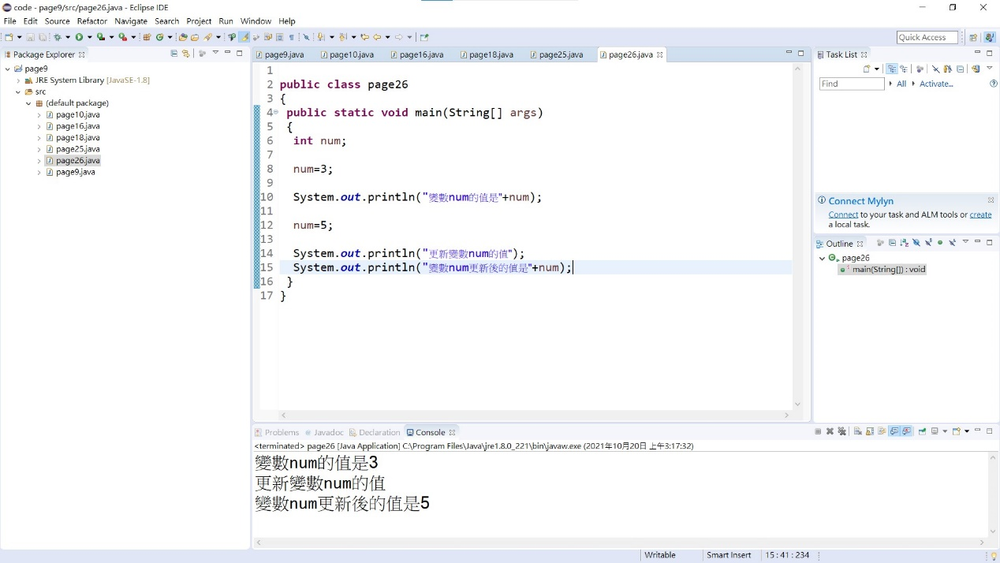 code - page9/src/page26.java - Eclipse IDE
File Edit Source Refactor Navigate Search Project Run Window Help
Quick Access
Package Explorer
page9
JRE System Library [JavaSE-1.8]
src
(default package)
page10.java
page16.java
page18.java
page25.java
page26.java
page9.java
page9.java page10.java page16.java page18.java page25.java page26.java
1
2 public class page26
3 {
4 public static void main(String[] args)
5 {
6 int num;
7
8 num=3;
9
10 System.out.println("變數num的值是"+num);
11
12 num=5;
13
14 System.out.println("更新變數num的值");
15 System.out.println("變數num更新後的值是"+num);
16 }
17 }
Task List
Find All Activate...
Connect Mylyn
Connect to your task and ALM tools or create
a local task.
Outline
page26
main(String[]) : void
Problems Javadoc Declaration Console
<terminated> page26 [Java Application] C:\Program Files\Java\jre1.8.0_221\bin\javaw.exe (2021年10月20日 上午3:17:32)
變數num的值是3
更新變數num的值
變數num更新後的值是5
Writable Smart Insert 15 : 41 : 234